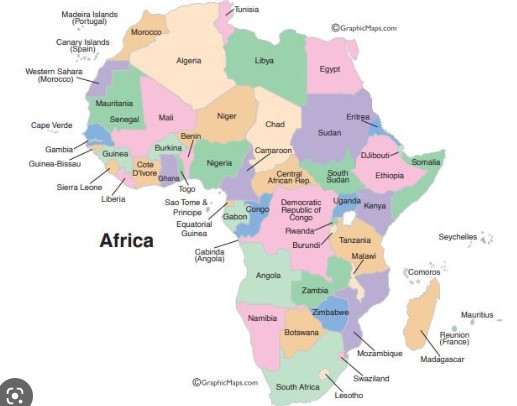 Madeira Islands
(Portugal)
Tunisia
©GraphicMaps.com
Morocco
Canary Islands
(Spain)
Algeria
Libya
Egypt
Western Sahara
(Morocco)
Mauritania
Mali
Niger
Chad
Sudan
Eritrea
Senegal
Cape Verde
Gambia
Guinea-Bissau
Guinea
Burkina
Benin
Nigeria
Cameroon
Djibouti
Somalia
Ethiopia
Sierra Leone
Cote
D'Ivore
Ghana
Central
African Rep.
South
Sudan
Liberia
Togo
Sao Tome &
Principe
Equatorial
Guinea
Gabon
Congo
Democratic
Republic of
Congo
Uganda
Kenya
Rwanda
Burundi
Africa
Cabinda
(Angola)
Tanzania
Malawi
Seychelles
Comoros
Angola
Zambia
Zimbabwe
Namibia
Botswana
Mozambique
Mauritius
Reunion
(France)
Madagascar
Swaziland
©GraphicMaps.com
South Africa
Lesotho